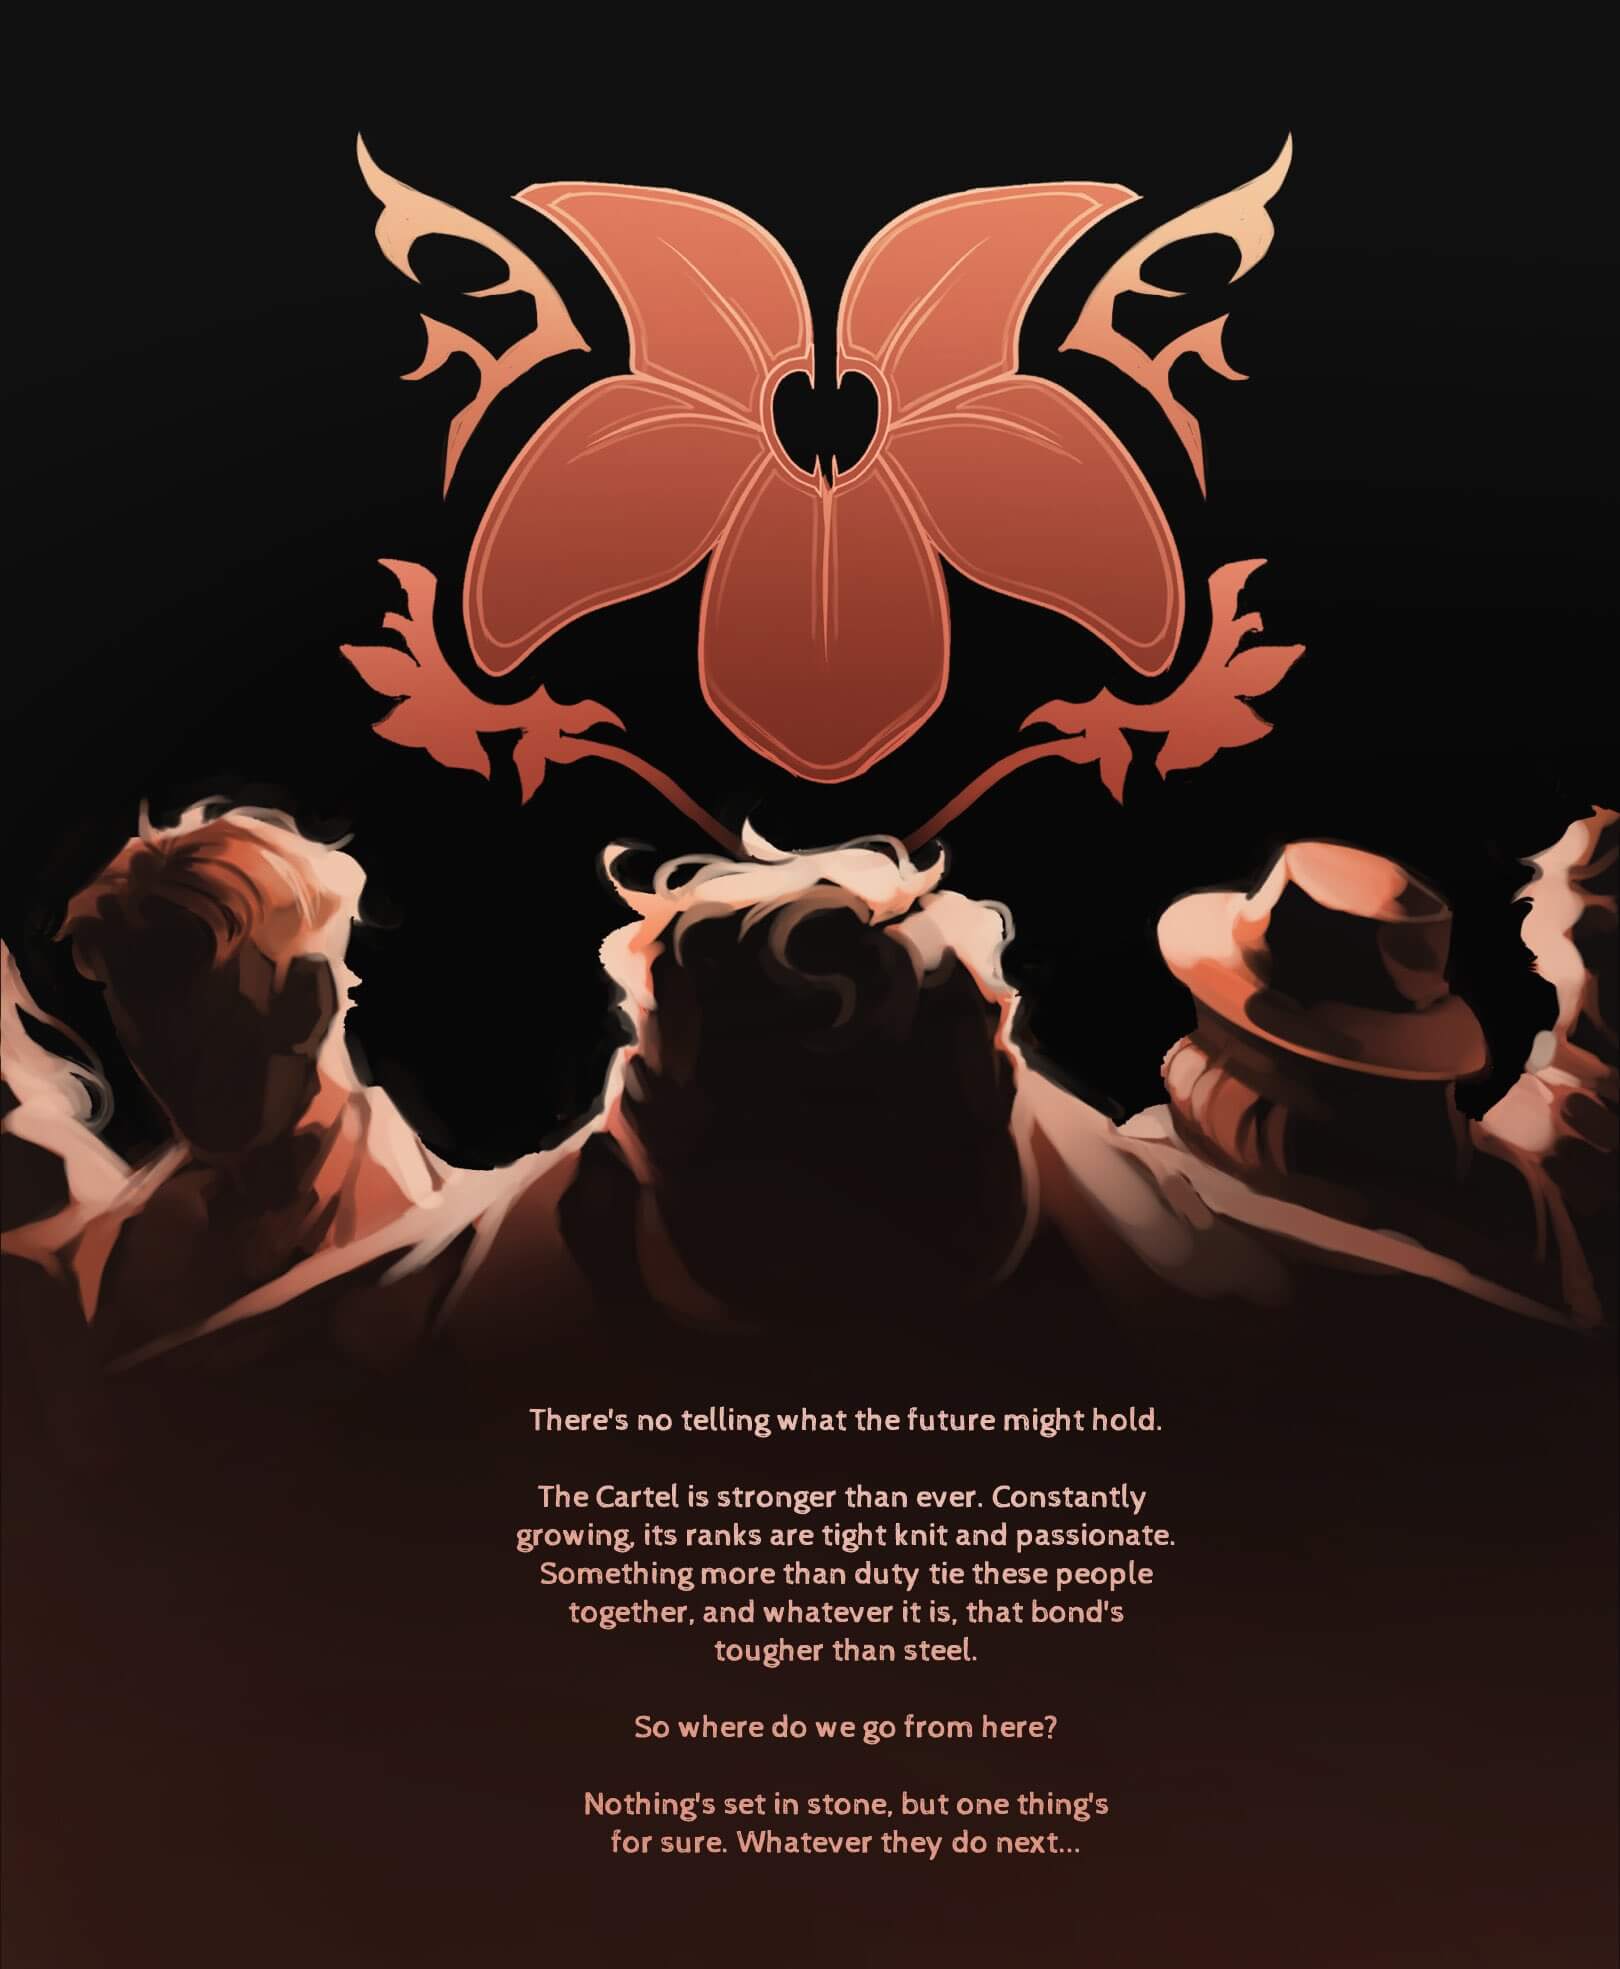 There's no telling what the future might hold.
The Cartel is stronger than ever. Constantly
growing, its ranks are tight knit and passionate.
Something more than duty tie these people
together, and whatever it is, that bond's
tougher than steel.
So where do we go from here?
Nothing's set in stone, but one thing's
for sure. Whatever they do next...